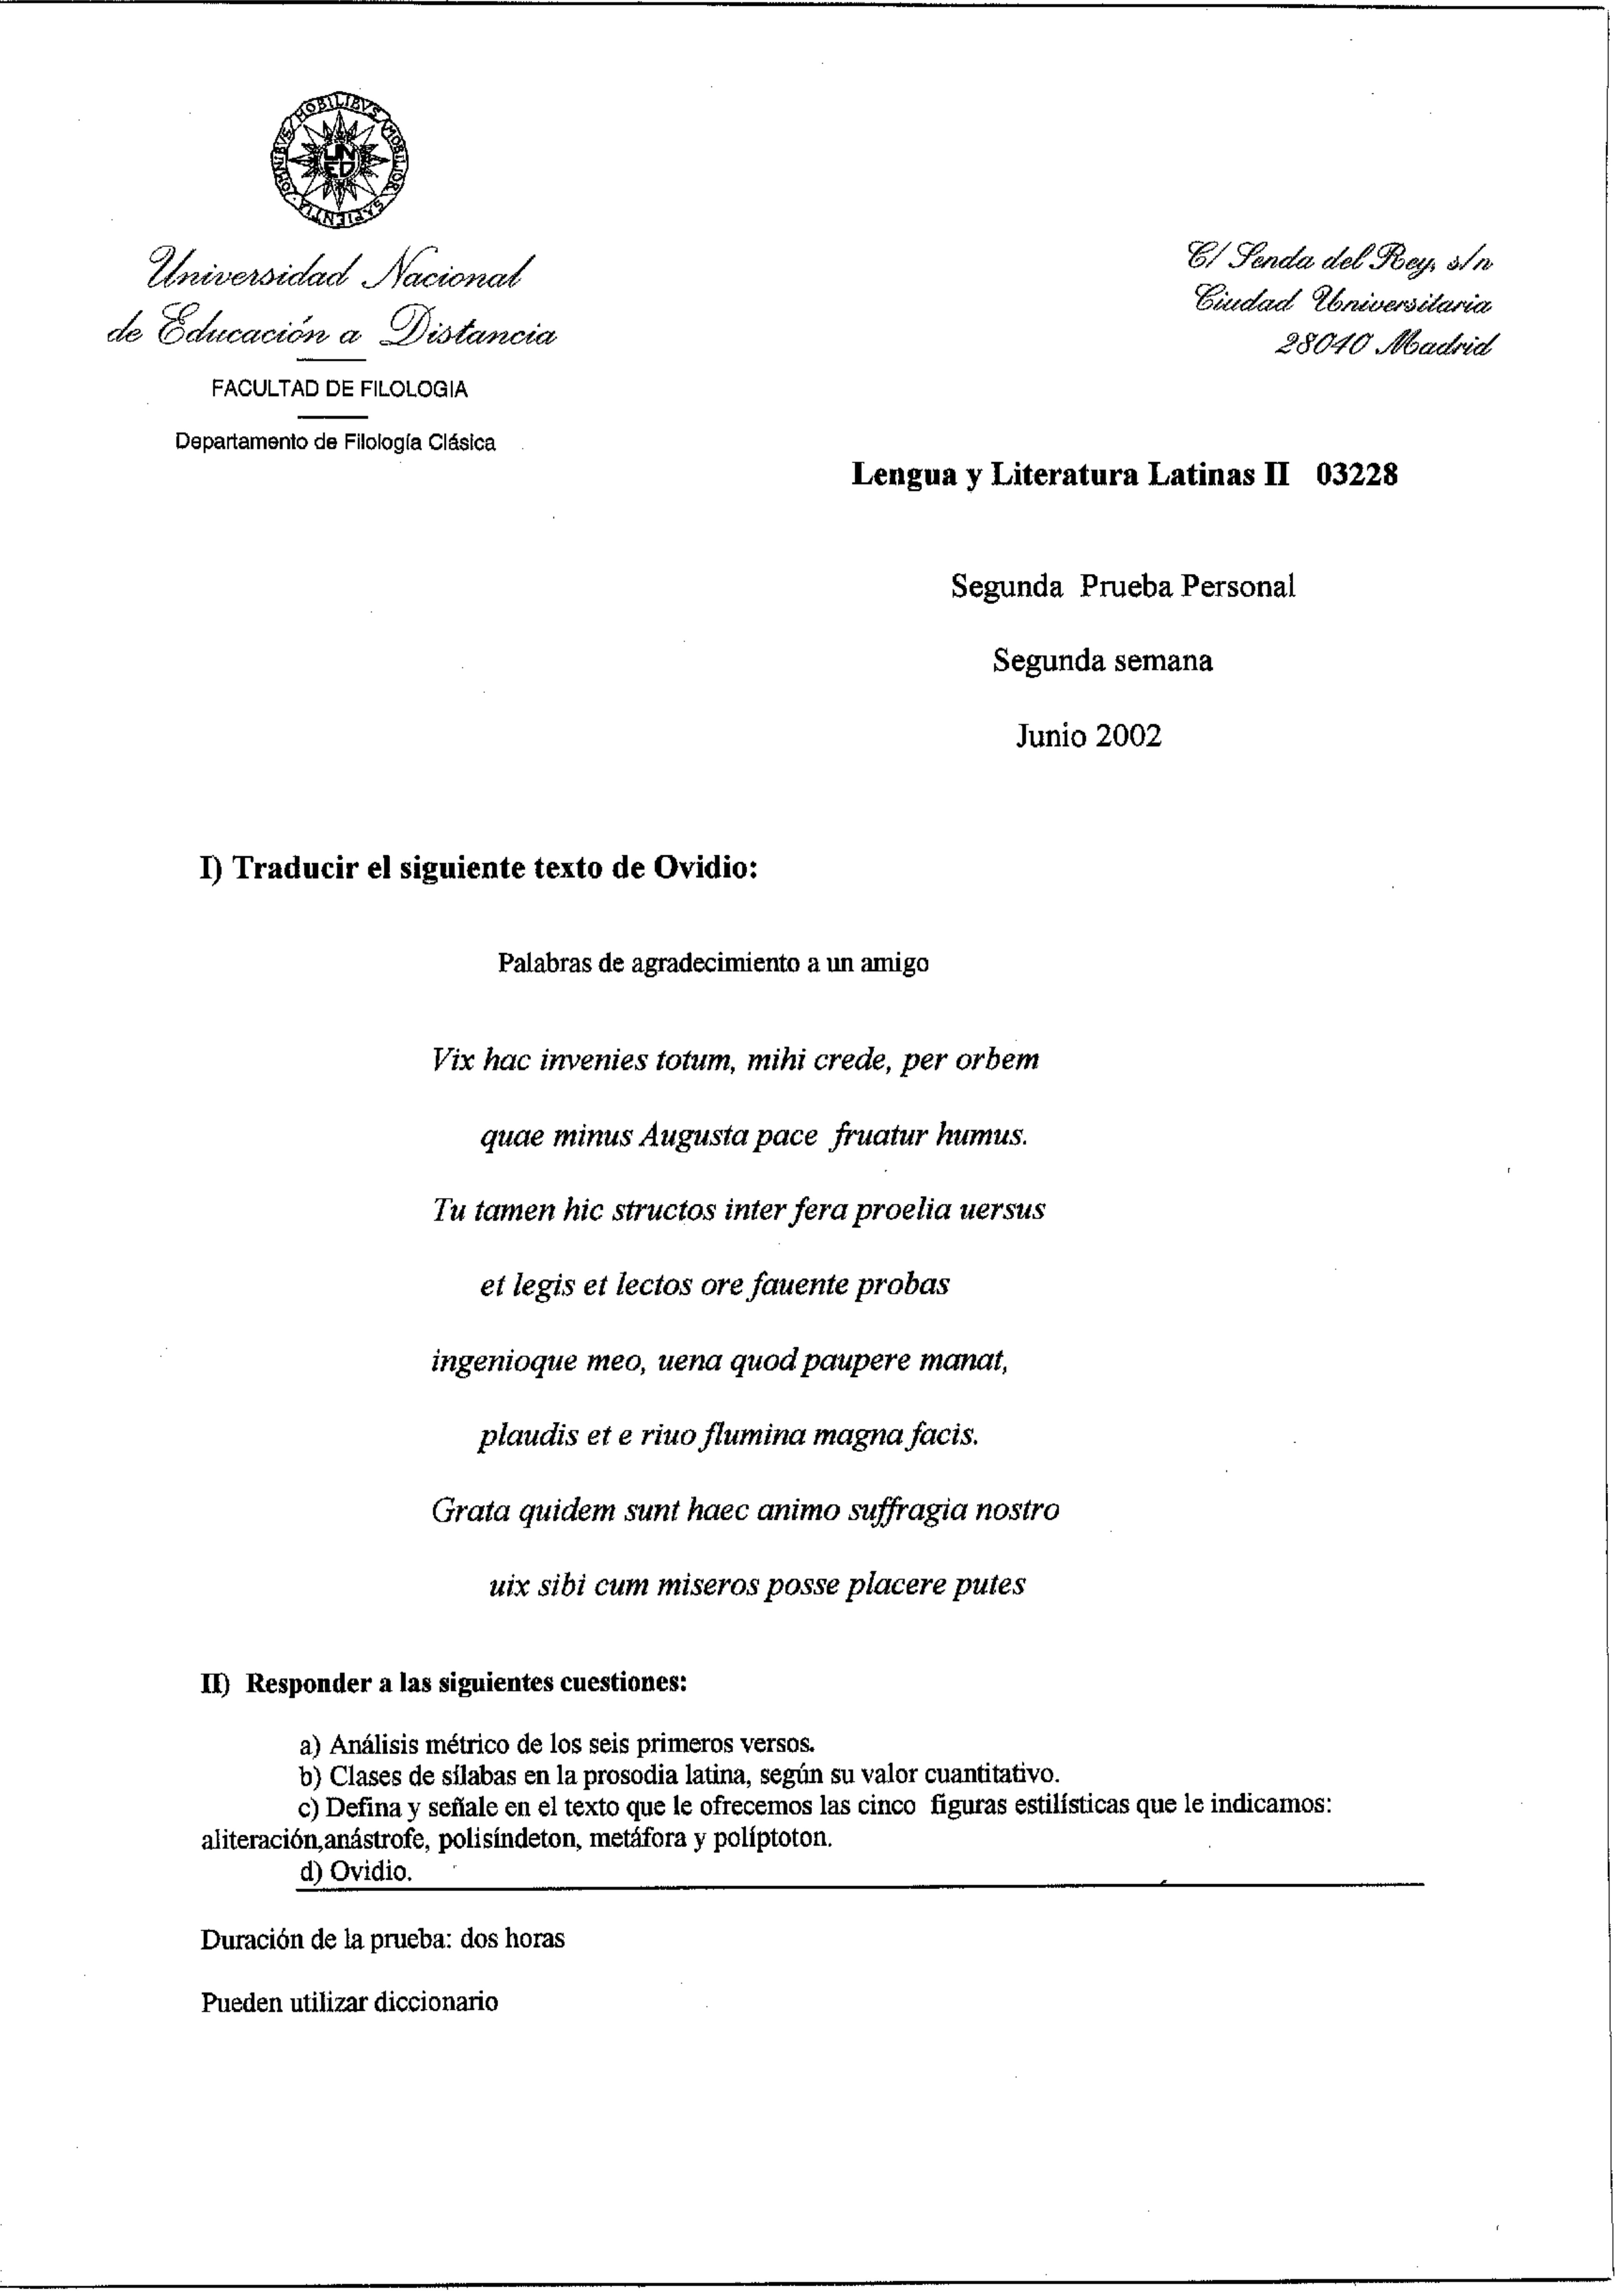 OMNIBVS MOBILIBVS MOBILIOR SAPIENTIA
UNED
Universidad Nacional
de Educación a Distancia
FACULTAD DE FILOLOGIA
Departamento de Filología Clásica
C/ Senda del Rey, s/n
Ciudad Universitaria
28040 Madrid
Lengua y Literatura Latinas II 03228
Segunda Prueba Personal
Segunda semana
Junio 2002
I) Traducir el siguiente texto de Ovidio:
Palabras de agradecimiento a un amigo
Vix hac invenies totum, mihi crede, per orbem
quae minus Augusta pace fruatur humus.
Tu tamen hic structos inter fera proelia uersus
et legis et lectos ore fauente probas
ingenioque meo, uena quod paupere manat,
plaudis et e riuo flumina magna facis.
Grata quidem sunt haec animo suffragia nostro
uix sibi cum miseros posse placere putes
II) Responder a las siguientes cuestiones:
a) Análisis métrico de los seis primeros versos.
b) Clases de sílabas en la prosodia latina, según su valor cuantitativo.
c) Defina y señale en el texto que le ofrecemos las cinco figuras estilísticas que le indicamos:
aliteración,anástrofe, polisíndeton, metáfora y políptoton.
d) Ovidio.
Duración de la prueba: dos horas
Pueden utilizar diccionario